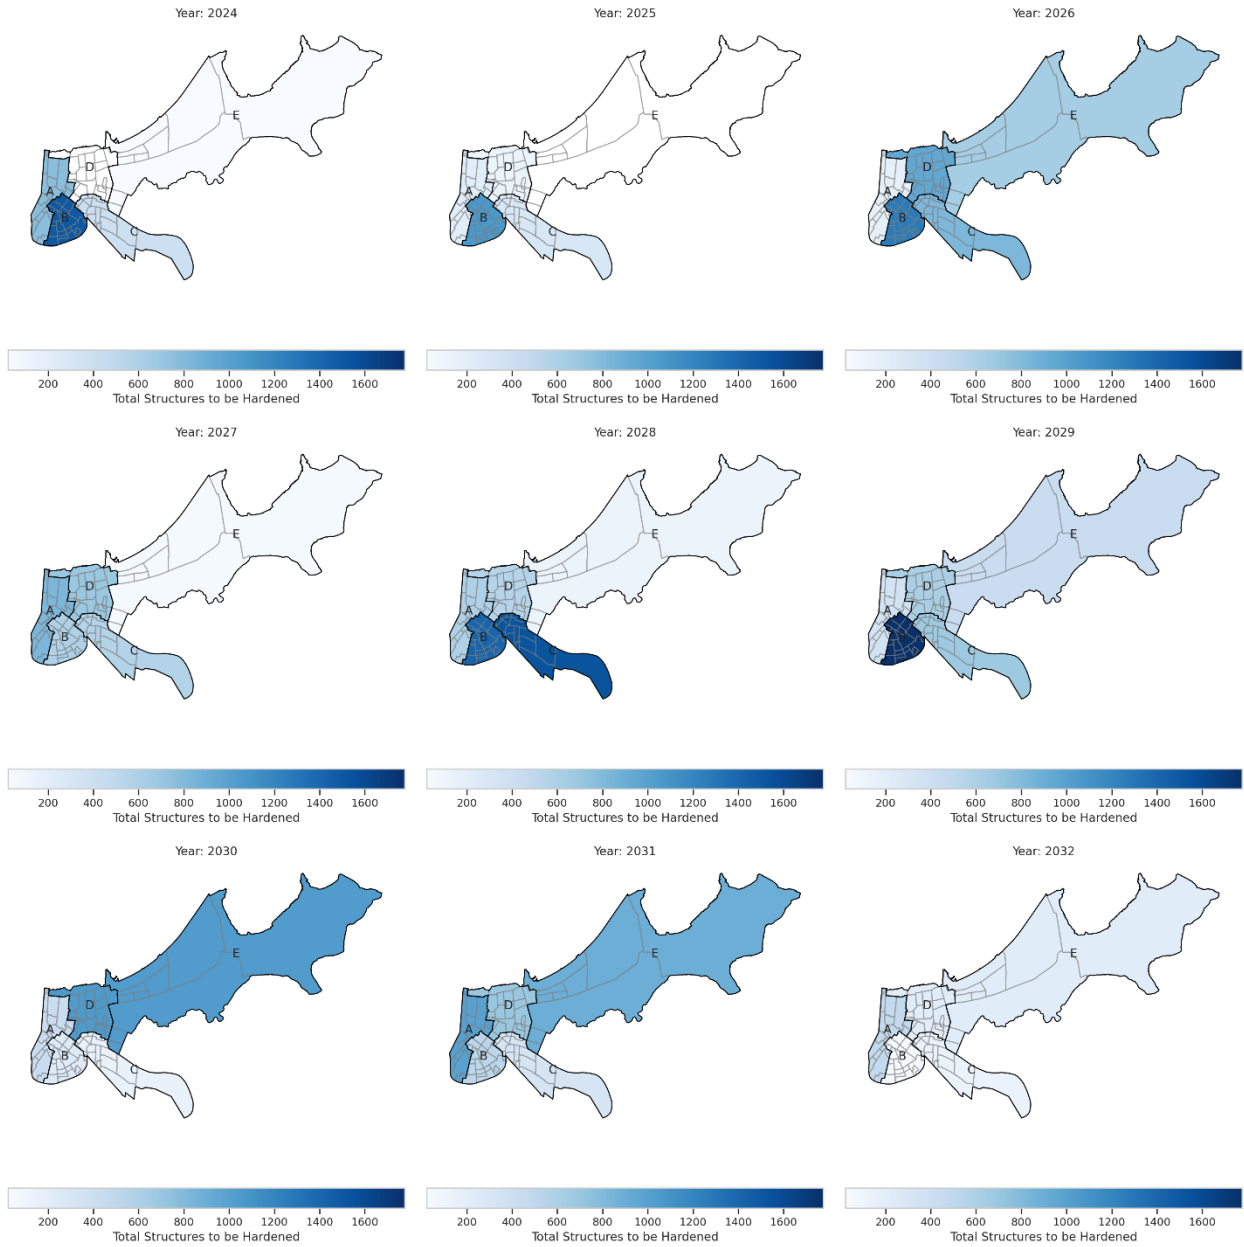 Year: 2024
Year: 2025
Year: 2026
E
E
E
D
D
D
A
A
A
B
B
B
C
C
C
200 400 600 800 1000 1200 1400 1600
200 400 600 800 1000 1200 1400 1600
200 400 600 800 1000 1200 1400 1600
Total Structures to be Hardened
Total Structures to be Hardened
Total Structures to be Hardened
Year: 2027
Year: 2028
Year: 2029
E
E
E
D
D
D
A
A
A
B
B
B
C
C
C
200 400 600 800 1000 1200 1400 1600
200 400 600 800 1000 1200 1400 1600
200 400 600 800 1000 1200 1400 1600
Total Structures to be Hardened
Total Structures to be Hardened
Total Structures to be Hardened
Year: 2030
Year: 2031
Year: 2032
E
E
E
D
D
D
A
A
A
B
B
B
C
C
C
200 400 600 800 1000 1200 1400 1600
200 400 600 800 1000 1200 1400 1600
200 400 600 800 1000 1200 1400 1600
Total Structures to be Hardened
Total Structures to be Hardened
Total Structures to be Hardened